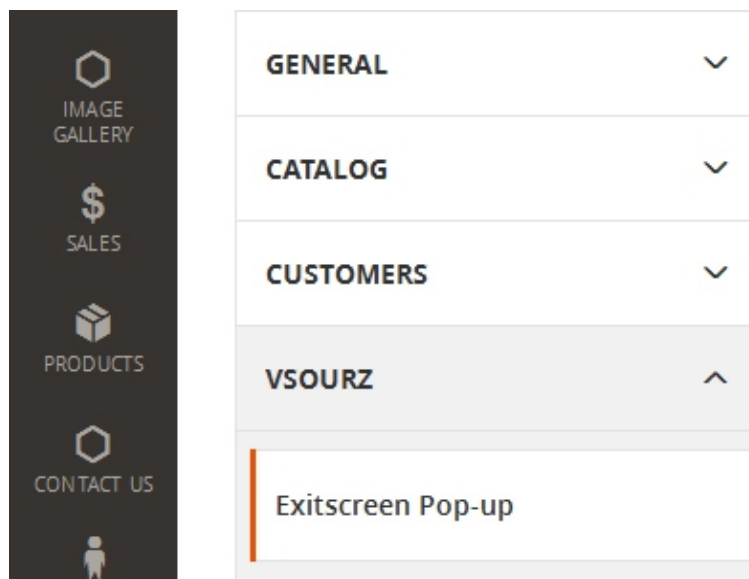 IMAGE
GALLERY
$
SALES
PRODUCTS
CONTACT US
GENERAL
CATALOG
CUSTOMERS
VSOURZ
Exitscreen Pop-up